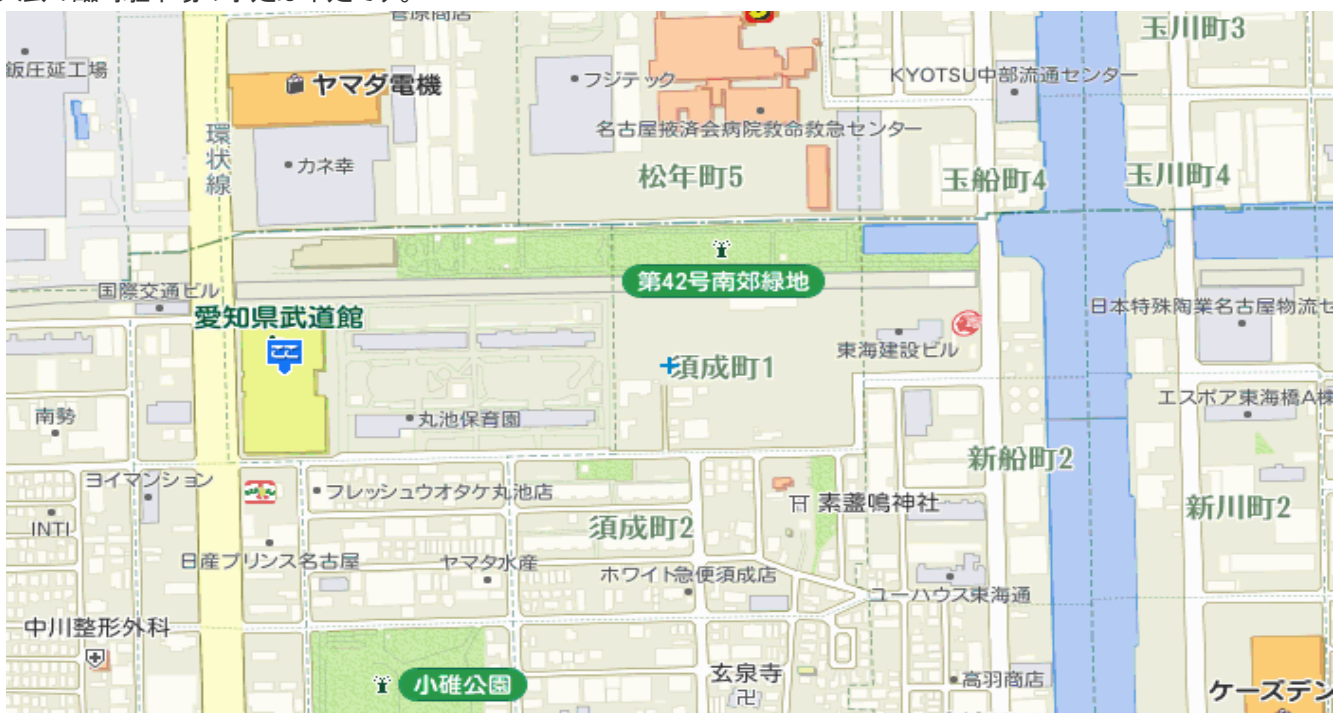 菅原商店
玉川町3
飯圧延工場
ヤマダ電機
フジテック
KYOTSU中部流通センター
名古屋掖済会病院救命救急センター
環状線
カネ幸
松年町5
玉船町4
玉川町4
第42号南郊緑地
国際交通ビル
愛知県武道館
日本特殊陶業名古屋物流セ
東海建設ビル
須成町1
エスポア東海橋A棟
南勢
丸池保育園
新船町2
ヨイマンション
フレッシュウオタケ丸池店
素盞嗚神社
新川町2
INTI
須成町2
日産プリンス名古屋
ヤマタ水産
ホワイト急便須成店
ユーハウス東海通
中川整形外科
小碓公園
玄泉寺
高羽商店
ケーズデン